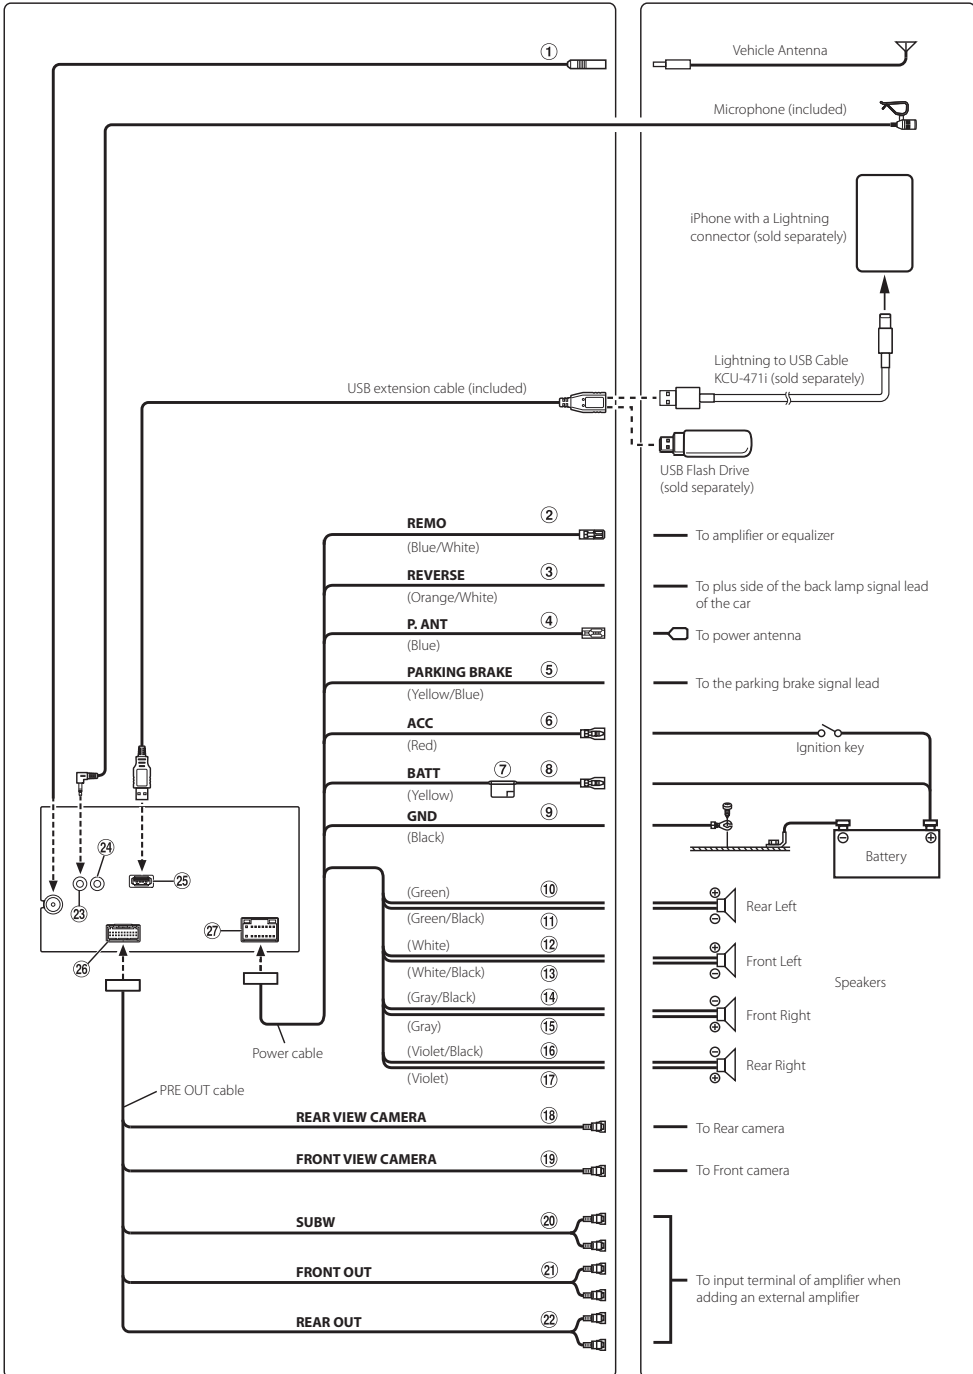 ①
Vehicle Antenna
Microphone (included)
iPhone with a Lightning
connector (sold separately)
Lightning to USB Cable
KCU-471i (sold separately)
USB extension cable (included)
USB Flash Drive
(sold separately)
REMO
②
(Blue/White)
To amplifier or equalizer
REVERSE
③
(Orange/White)
To plus side of the back lamp signal lead
of the car
P. ANT
④
(Blue)
To power antenna
PARKING BRAKE
⑤
(Yellow/Blue)
To the parking brake signal lead
ACC
⑥
(Red)
Ignition key
BATT
⑦
⑧
(Yellow)
GND
⑨
(Black)
⊖
⊕
Battery
㉔
㉕
㉓
㉖
㉗
(Green)
⑩
(Green/Black)
⑪
⊕
⊖
Rear Left
(White)
⑫
(White/Black)
⑬
⊕
⊖
Front Left
Speakers
(Gray/Black)
⑭
(Gray)
⑮
⊖
⊕
Front Right
(Violet/Black)
⑯
(Violet)
⑰
⊖
⊕
Rear Right
Power cable
PRE OUT cable
REAR VIEW CAMERA
⑱
To Rear camera
FRONT VIEW CAMERA
⑲
To Front camera
SUBW
⑳
FRONT OUT
㉑
To input terminal of amplifier when
adding an external amplifier
REAR OUT
㉒